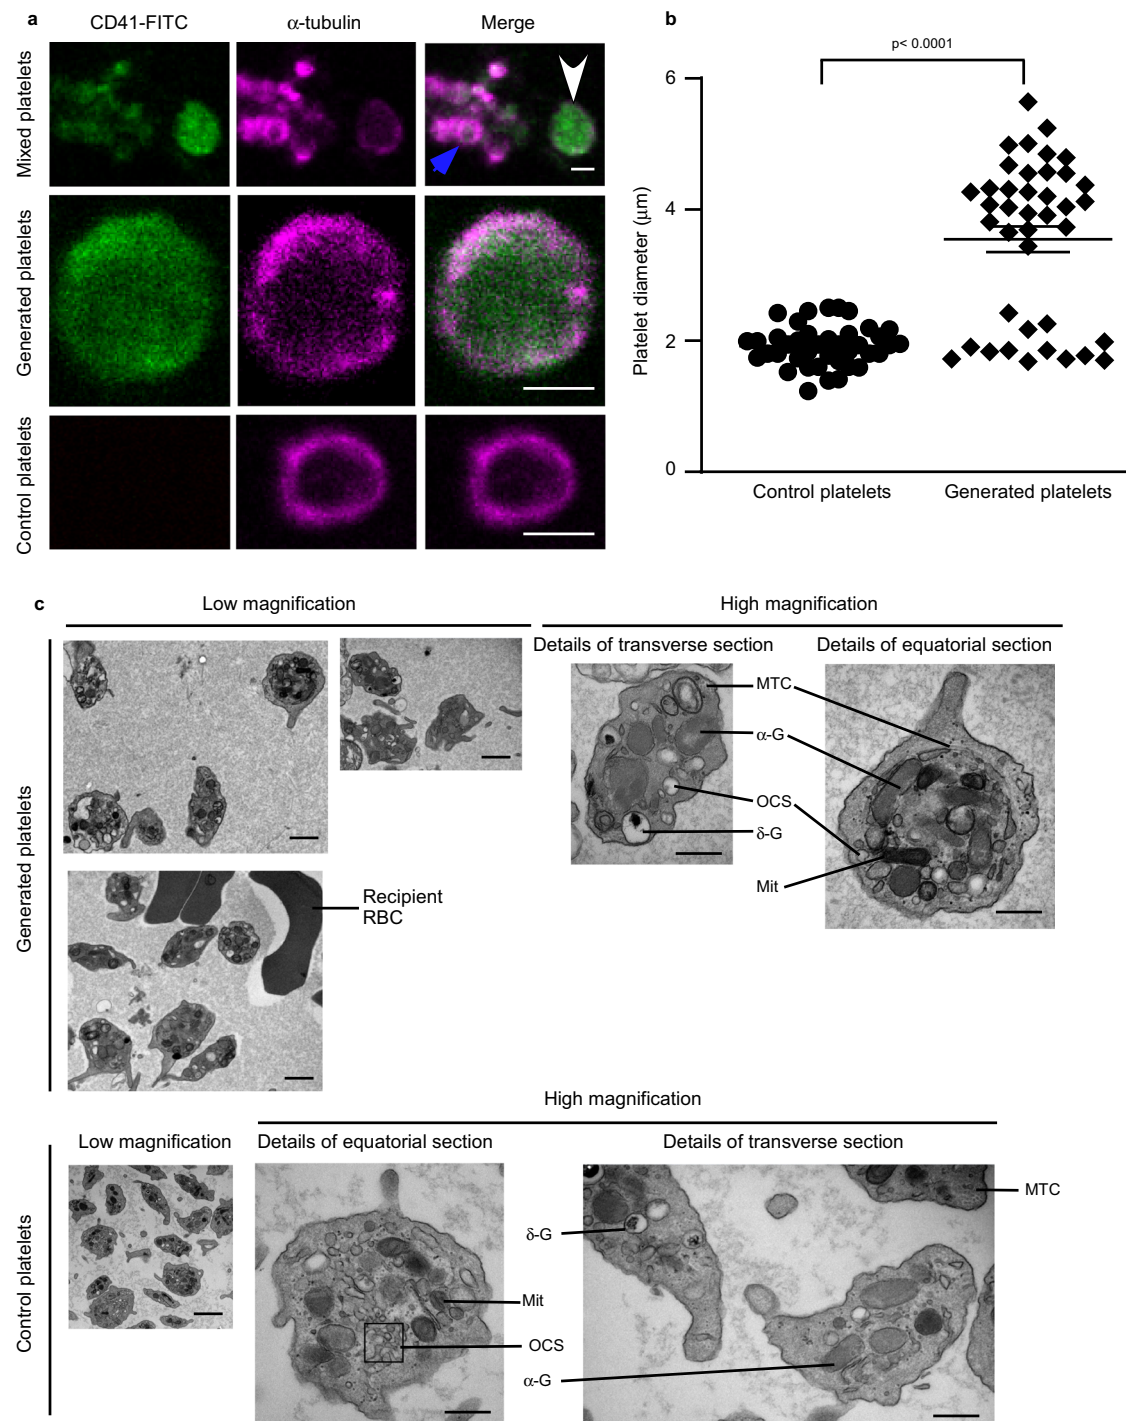 a
CD41-FITC
α-tubulin
Merge
Mixed platelets
Generated platelets
Control platelets
b
p< 0.0001
Platelet diameter (μm)
6
4
2
0
Control platelets
Generated platelets
c
Low magnification
High magnification
Details of transverse section
Details of equatorial section
Generated platelets
MTC
α-G
OCS
δ-G
Mit
Recipient
RBC
High magnification
Low magnification
Details of equatorial section
Details of transverse section
Control platelets
MTC
δ-G
Mit
OCS
α-G